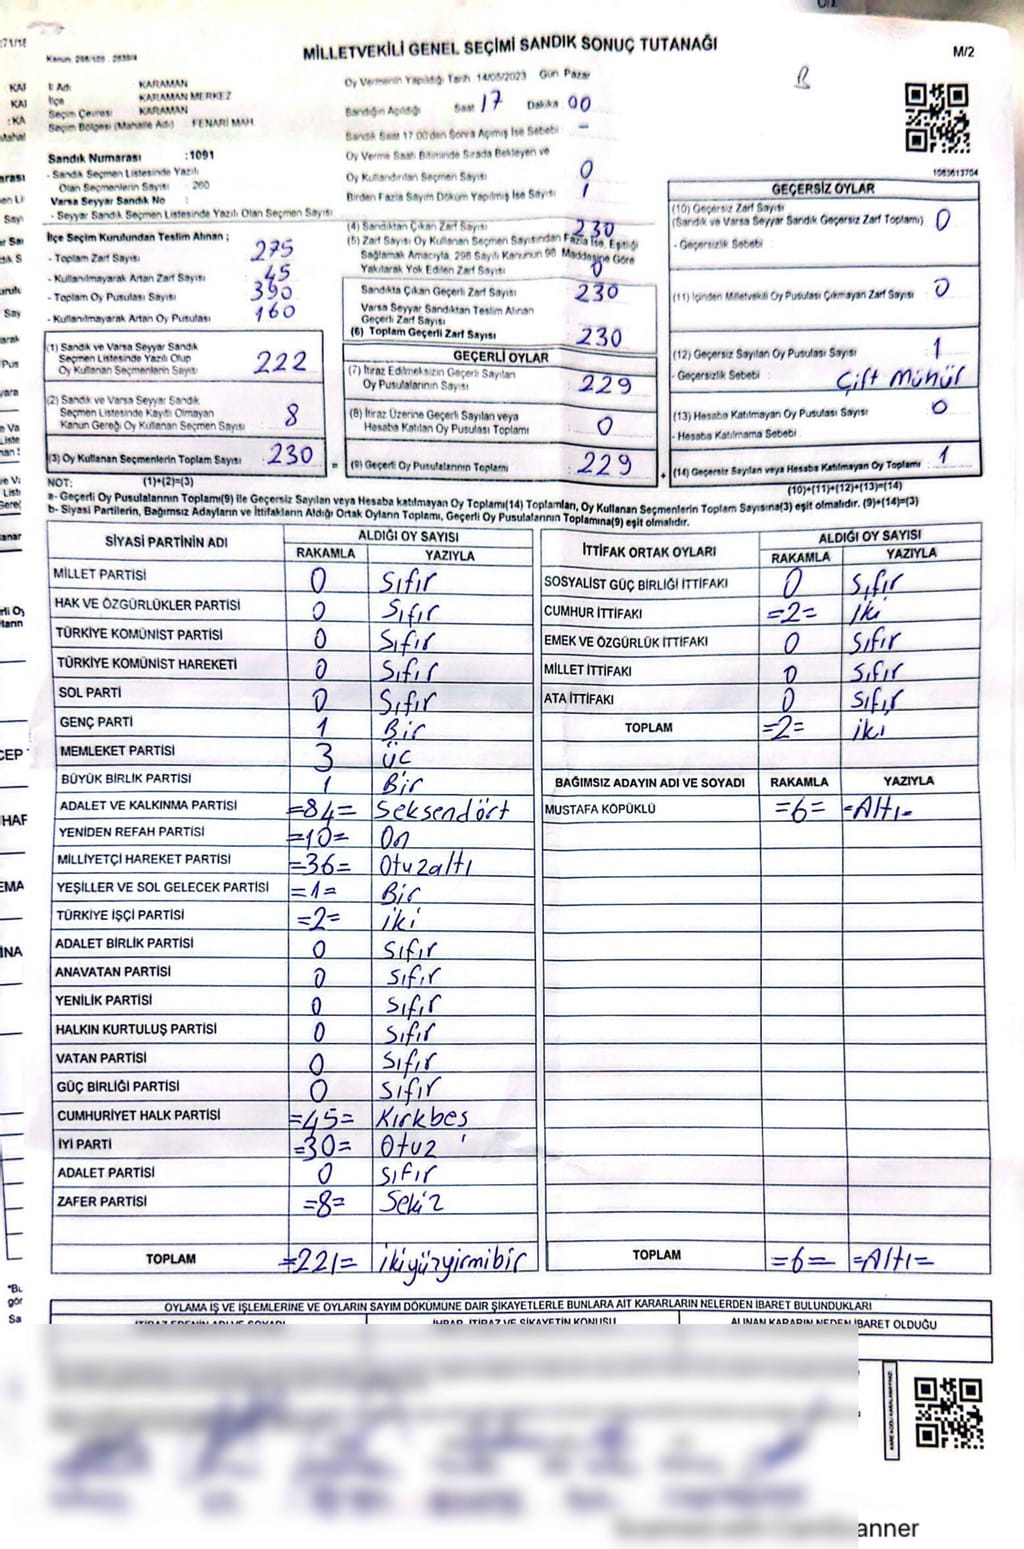 MİLLETVEKİLİ GENEL SEÇİMİ SANDIK SONUÇ TUTANAĞI
M/2
İl Adı KARAMAN
İlçe KARAMAN MERKEZ
Seçim Çevresi KARAMAN
Seçim Bölgesi (Mahalle Adı) : FENARİ MAH.
Sandık Numarası :1091
- Sandık Seçmen Listesinde Yazılı
Olan Seçmenlerin Sayısı 260
Varsa Seyyar Sandık No :
- Seyyar Sandık Seçmen Listesinde Yazılı Olan Seçmen Sayısı
İlçe Seçim Kurulundan Teslim Alınan ;
- Toplam Zarf Sayısı 275
- Kullanılmayarak Artan Zarf Sayısı 45
- Toplam Oy Pusulası Sayısı 390
- Kullanılmayarak Artan Oy Pusulası 160
(1) Sandık ve Varsa Seyyar Sandık
Seçmen Listesinde Yazılı Olup
Oy Kullanan Seçmenlerin Sayısı 222
(2) Sandık ve Varsa Seyyar Sandık
Seçmen Listesinde Kayıtlı Olmayan
Kanun Gereği Oy Kullanan Seçmen Sayısı 8
(3) Oy Kullanan Seçmenlerin Toplam Sayısı 230
Oy Vermenin Yapıldığı Tarih 14/05/2023 Gün Pazar
Sandığın Açıldığı Saat 17 Dakika 00
Sandık Saat 17.00'den Sonra Açılmış İse Sebebi : -
Oy Verme Saati Bitiminde Sırada Bekleyen ve
Oy Kullandırılan Seçmen Sayısı 0
Birden Fazla Sayım Döküm Yapılmış İse Sayısı 1
(4) Sandıktan Çıkan Zarf Sayısı 230
(5) Zarf Sayısı Oy Kullanan Seçmen Sayısından Fazla İse, Eşitliği
Sağlamak Amacıyla, 298 Sayılı Kanunun 98 Maddesine Göre
Yakılarak Yok Edilen Zarf Sayısı 0
Sandıkta Çıkan Geçerli Zarf Sayısı 230
Varsa Seyyar Sandıktan Teslim Alınan
Geçerli Zarf Sayısı
(6) Toplam Geçerli Zarf Sayısı 230
GEÇERLİ OYLAR
(7) İtiraz Edilmeksizin Geçerli Sayılan
Oy Pusulalarının Sayısı 229
(8) İtiraz Üzerine Geçerli Sayılan veya
Hesaba Katılan Oy Pusulası Toplamı 0
(9) Geçerli Oy Pusulalarının Toplamı 229
1083613704
GEÇERSİZ OYLAR
(10) Geçersiz Zarf Sayısı
(Sandık ve Varsa Seyyar Sandık Geçersiz Zarf Toplamı) 0
- Geçersizlik Sebebi :
(11) İçinden Milletvekili Oy Pusulası Çıkmayan Zarf Sayısı 0
(12) Geçersiz Sayılan Oy Pusulası Sayısı 1
- Geçersizlik Sebebi : Çift Mühür
(13) Hesaba Katılmayan Oy Pusulası Sayısı 0
- Hesaba Katılmama Sebebi :
(14) Geçersiz Sayılan veya Hesaba Katılmayan Oy Toplamı 1
NOT: (1)+(2)=(3) (10)+(11)+(12)+(13)=(14)
a- Geçerli Oy Pusulalarının Toplamı(9) ile Geçersiz Sayılan veya Hesaba katılmayan Oy Toplamı(14) Toplamları, Oy Kullanan Seçmenlerin Toplam Sayısına(3) eşit olmalıdır. (9)+(14)=(3)
b- Siyasi Partilerin, Bağımsız Adayların ve İttifakların Aldığı Ortak Oyların Toplamı, Geçerli Oy Pusulalarının Toplamına(9) eşit olmalıdır.
SİYASİ PARTİNİN ADI ALDIĞI OY SAYISI
RAKAMLA YAZIYLA
MİLLET PARTİSİ 0 Sıfır
HAK VE ÖZGÜRLÜKLER PARTİSİ 0 Sıfır
TÜRKİYE KOMÜNİST PARTİSİ 0 Sıfır
TÜRKİYE KOMÜNİST HAREKETİ 0 Sıfır
SOL PARTİ 0 Sıfır
GENÇ PARTİ 1 Bir
MEMLEKET PARTİSİ 3 üç
BÜYÜK BİRLİK PARTİSİ 1 Bir
ADALET VE KALKINMA PARTİSİ =84= Seksendört
YENİDEN REFAH PARTİSİ =10= On
MİLLİYETÇİ HAREKET PARTİSİ =36= Otuzaltı
YEŞİLLER VE SOL GELECEK PARTİSİ =1= Bir
TÜRKİYE İŞÇİ PARTİSİ =2= iki
ADALET BİRLİK PARTİSİ 0 sıfır
ANAVATAN PARTİSİ 0 sıfır
YENİLİK PARTİSİ 0 sıfır
HALKIN KURTULUŞ PARTİSİ 0 sıfır
VATAN PARTİSİ 0 sıfır
GÜÇ BİRLİĞİ PARTİSİ 0 sıfır
CUMHURİYET HALK PARTİSİ =45= Kırkbeş
İYİ PARTİ =30= Otuz
ADALET PARTİSİ 0 sıfır
ZAFER PARTİSİ =8= Sekiz
TOPLAM =221= ikiyüzyirmibir
İTTİFAK ORTAK OYLARI ALDIĞI OY SAYISI
RAKAMLA YAZIYLA
SOSYALİST GÜÇ BİRLİĞİ İTTİFAKI 0 Sıfır
CUMHUR İTTİFAKI =2= İki
EMEK VE ÖZGÜRLÜK İTTİFAKI 0 Sıfır
MİLLET İTTİFAKI 0 Sıfır
ATA İTTİFAKI 0 Sıfır
TOPLAM =2= iki
BAĞIMSIZ ADAYIN ADI VE SOYADI RAKAMLA YAZIYLA
MUSTAFA KÖPÜKLÜ =6= =Altı=
TOPLAM =6= =Altı=
OYLAMA İŞ VE İŞLEMLERİNE VE OYLARIN SAYIM DÖKÜMÜNE DAİR ŞİKAYETLERLE BUNLARA AİT KARARLARIN NELERDEN İBARET BULUNDUKLARI
İHBAR, İTİRAZ VE ŞİKAYETİN KONUSU ALINAN KARARIN NEDEN İBARET OLDUĞU